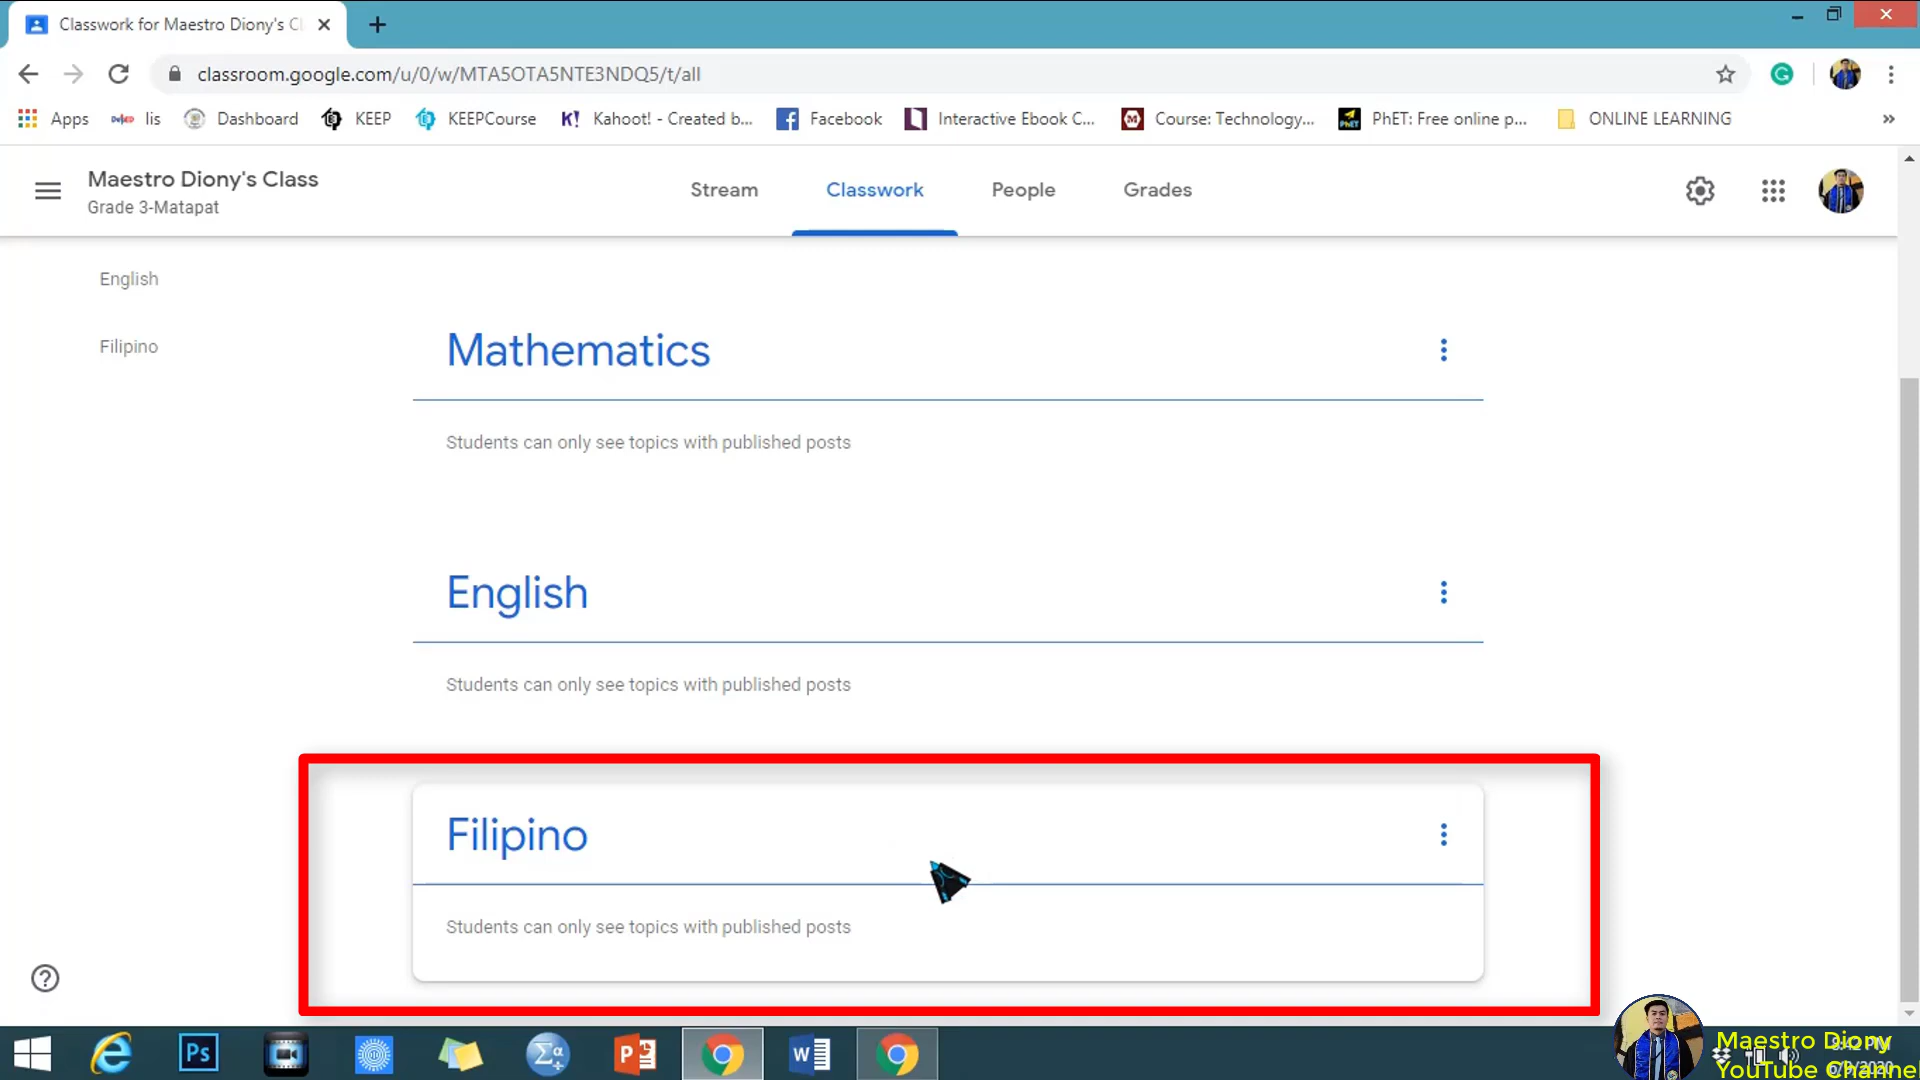 Classwork for Maestro Diony's Cl
classroom.google.com/u/0/w/MTA5OTA5NTE3NDQ5/t/all
Apps lis Dashboard KEEP KEEPCourse K! Kahoot! - Created b... Facebook Interactive Ebook C... Course: Technology,... PhET: Free online p... ONLINE LEARNING
Maestro Diony's Class
Grade 3-Matapat
Stream Classwork People Grades
English
Filipino
Mathematics
Students can only see topics with published posts
English
Students can only see topics with published posts
Filipino
Students can only see topics with published posts
Ps
Maestro Diony
YouTube Channel